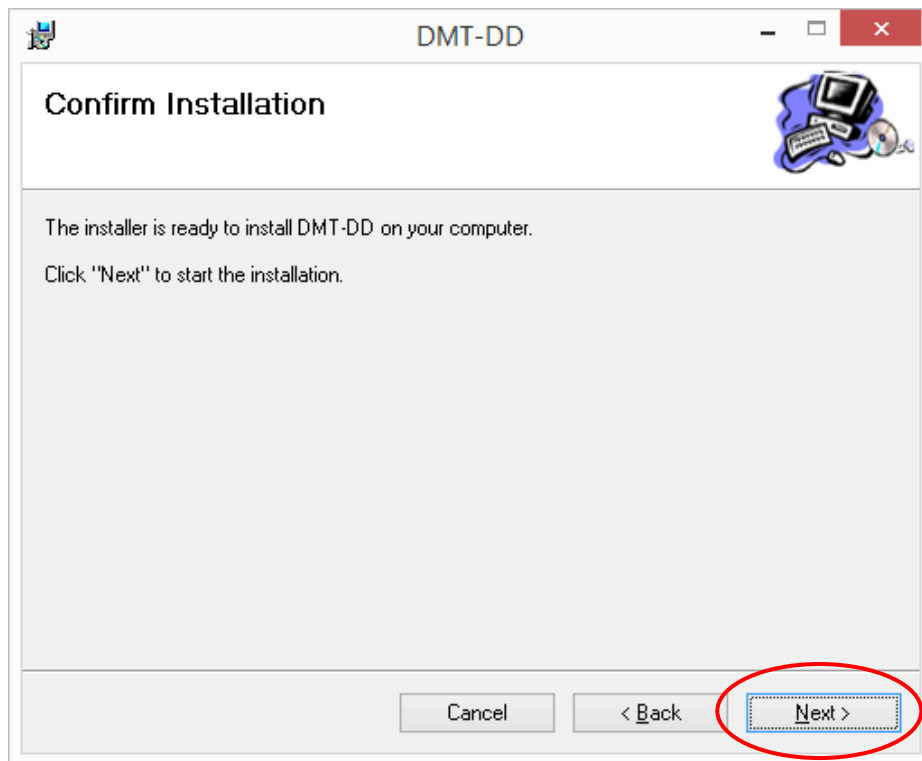 DMT-DD
Confirm Installation
The installer is ready to install DMT-DD on your computer.
Click "Next" to start the installation.
Cancel
< Back
Next >